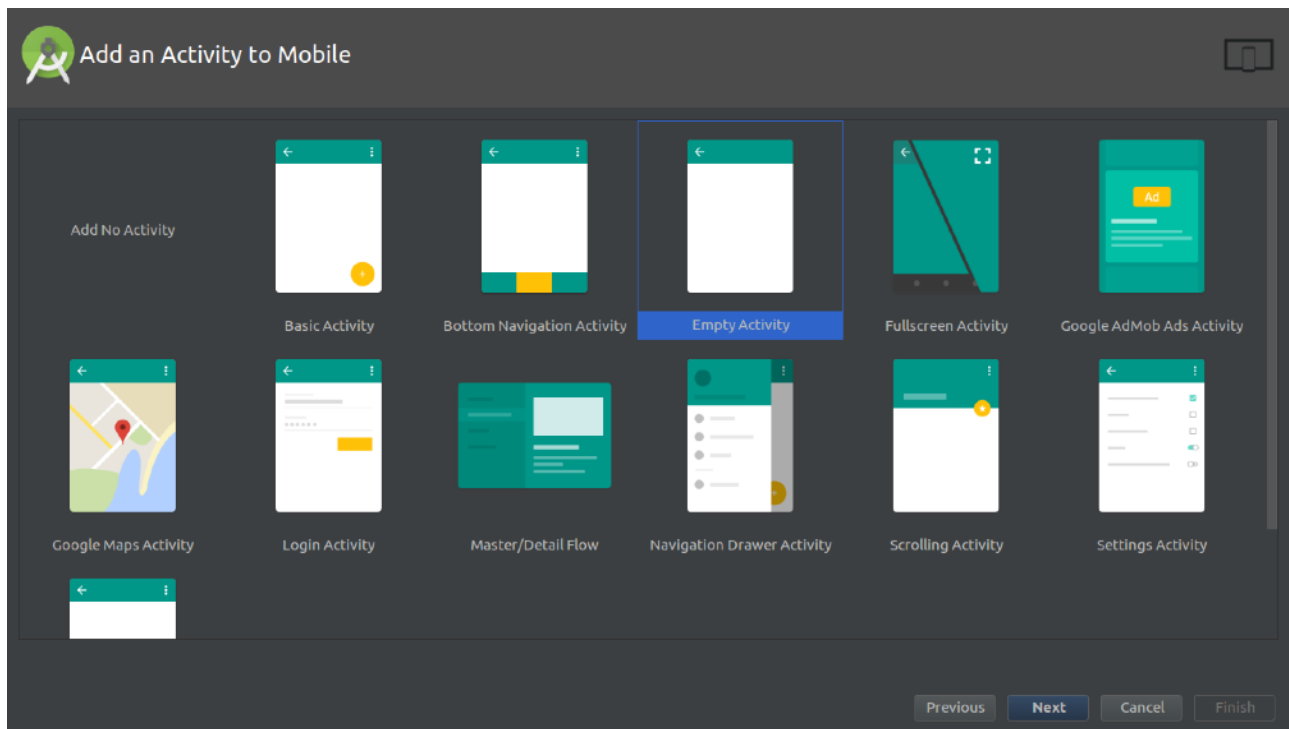 Add an Activity to Mobile
Add No Activity
Ad
Basic Activity
Bottom Navigation Activity
Empty Activity
Fullscreen Activity
Google AdMob Ads Activity
Google Maps Activity
Login Activity
Master/Detail Flow
Navigation Drawer Activity
Scrolling Activity
Settings Activity
Previous
Next
Cancel
Finish